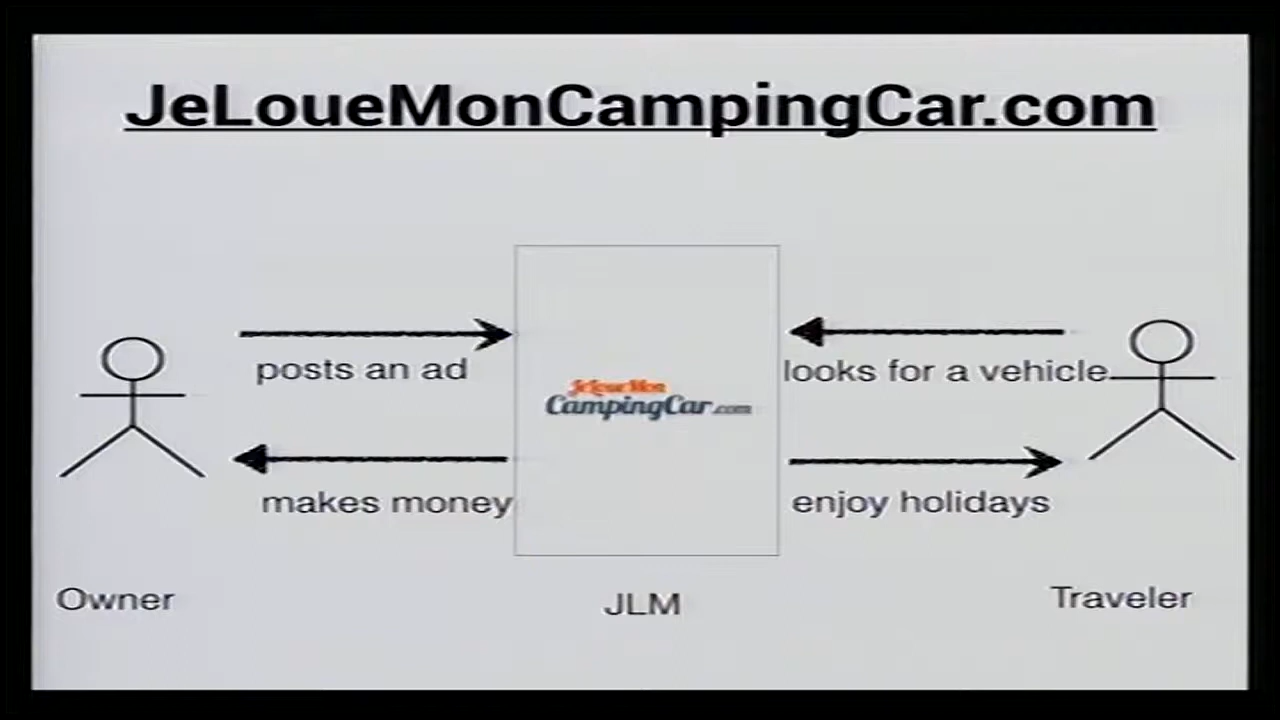 JeLoueMonCampingCar.com
posts an ad
looks for a vehicle
JeLoueMon
CampingCar.com
makes money
enjoy holidays
Owner
JLM
Traveler